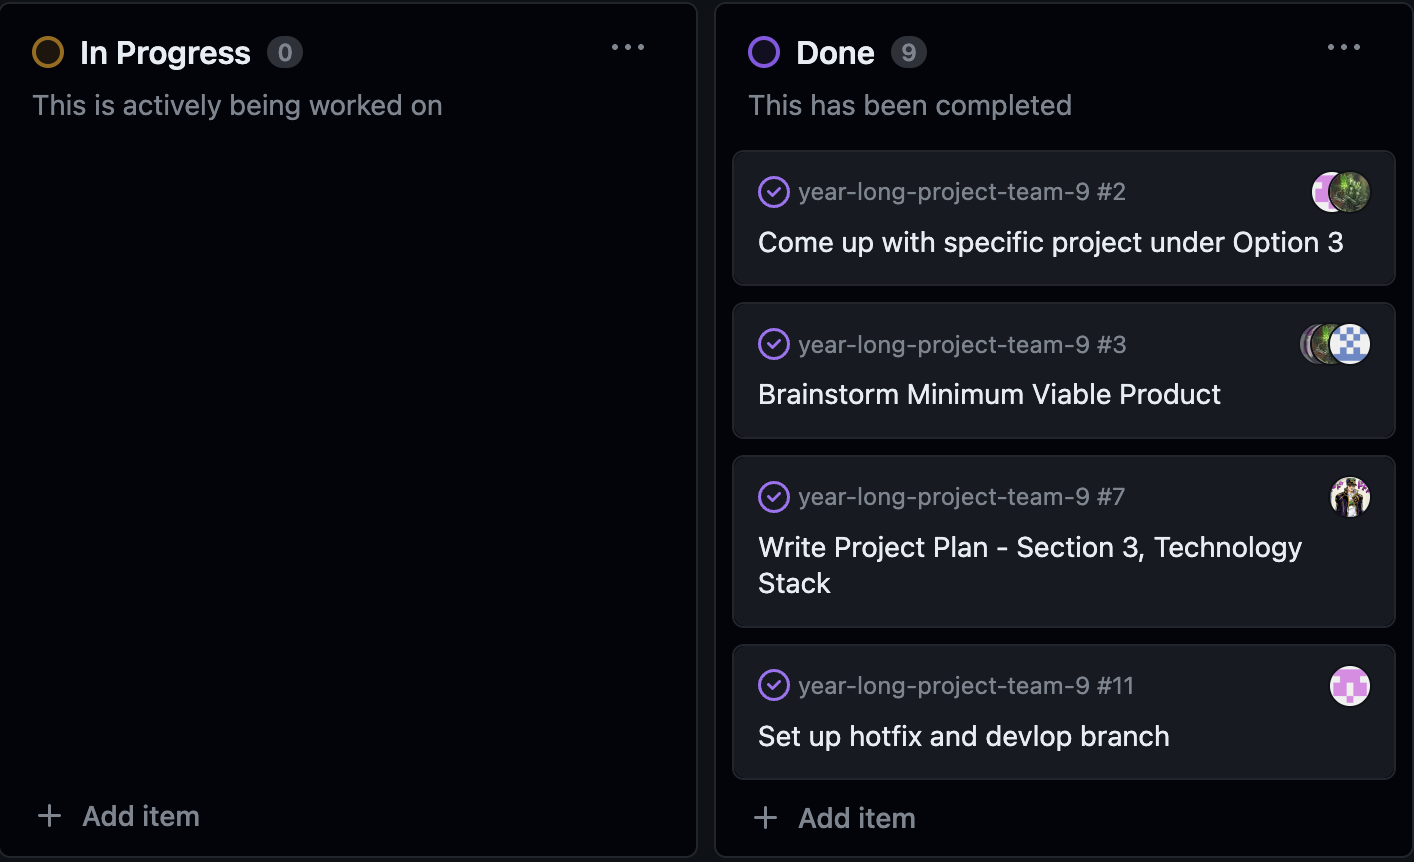 In Progress 0
This is actively being worked on
Add item
Done 9
This has been completed
year-long-project-team-9 #2
Come up with specific project under Option 3
year-long-project-team-9 #3
Brainstorm Minimum Viable Product
year-long-project-team-9 #7
Write Project Plan - Section 3, Technology
Stack
year-long-project-team-9 #11
Set up hotfix and devlop branch
Add item